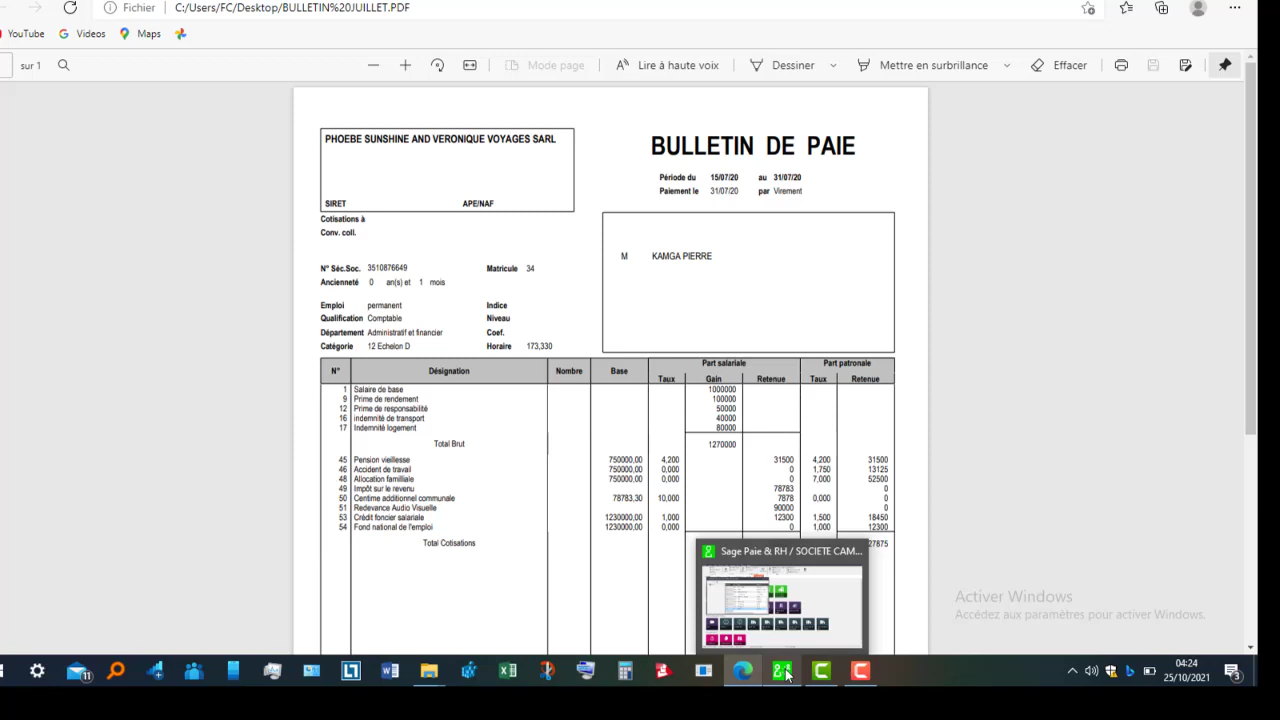 Fichier C:/Users/FC/Desktop/BULLETIN%20JUILLET.PDF
YouTube Videos Maps
sur 1 Mode page Lire à haute voix Dessiner Mettre en surbrillance Effacer
PHOEBE SUNSHINE AND VERONIQUE VOYAGES SARL
SIRET APE/NAF
BULLETIN DE PAIE
Période du 15/07/20 au 31/07/20
Paiement le 31/07/20 par Virement
Cotisations à
Conv. coll.
M KAMGA PIERRE
N° Séc.Soc. 3510876649 Matricule 34
Ancienneté 0 an(s) et 1 mois
Emploi permanent Indice
Qualification Comptable Niveau
Département Administratif et financier Coef.
Catégorie 12 Echelon D Horaire 173,330
N° Désignation Nombre Base Part salariale Part patronale
Taux Gain Retenue Taux Retenue
1 Salaire de base 1000000
9 Prime de rendement 100000
12 Prime de responsabilité 50000
16 indemnité de transport 40000
17 Indemnité logement 80000
Total Brut 1270000
45 Pension vieillesse 750000,00 4,200 31500 4,200 31500
46 Accident de travail 750000,00 0,000 0 1,750 13125
48 Allocation familliale 750000,00 0,000 0 7,000 52500
49 Impôt sur le revenu 78783 0
50 Centime additionnel communale 78783,30 10,000 7878 0,000 0
51 Redevance Audio Visuelle 90000 0
53 Crédit foncier salariale 1230000,00 1,000 12300 1,500 18450
54 Fond national de l'emploi 1230000,00 0,000 0 1,000 12300
Total Cotisations 27875
Sage Paie & RH / SOCIETE CAM...
Activer Windows
Accédez aux paramètres pour activer Windows.
11
04:24
25/10/2021
3